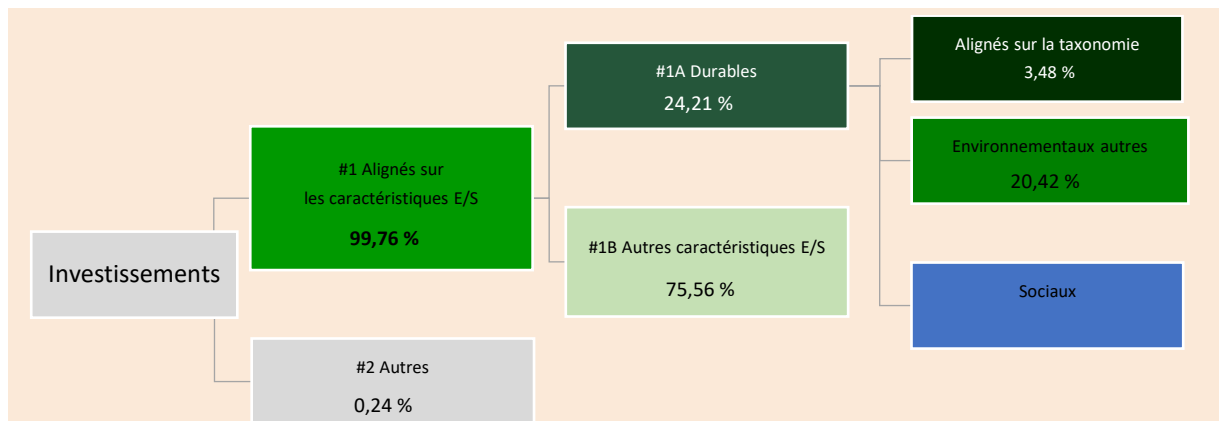 Investissements
#1 Alignés sur
les caractéristiques E/S
99,76 %
#2 Autres
0,24 %
#1A Durables
24,21 %
#1B Autres caractéristiques E/S
75,56 %
Alignés sur la taxonomie
3,48 %
Environnementaux autres
20,42 %
Sociaux